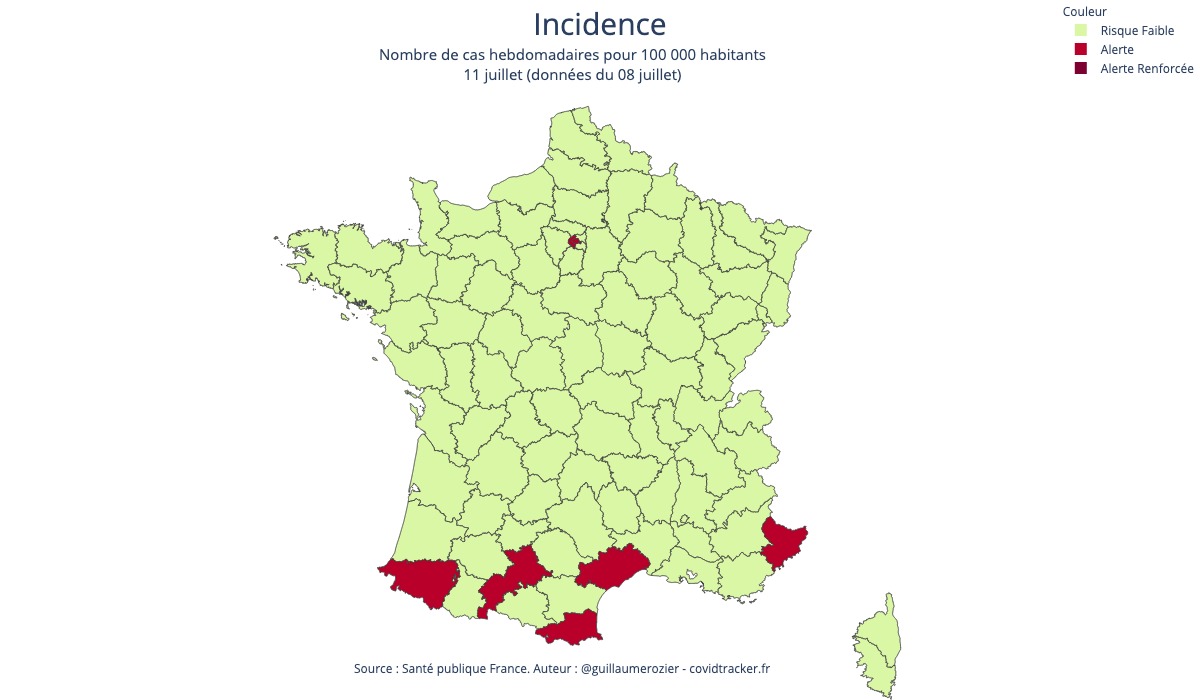 Incidence
Nombre de cas hebdomadaires pour 100 000 habitants
11 juillet (données du 08 juillet)
Couleur
Risque Faible
Alerte
Alerte Renforcée
Source : Santé publique France. Auteur : @guillaumerozier - covidtracker.fr